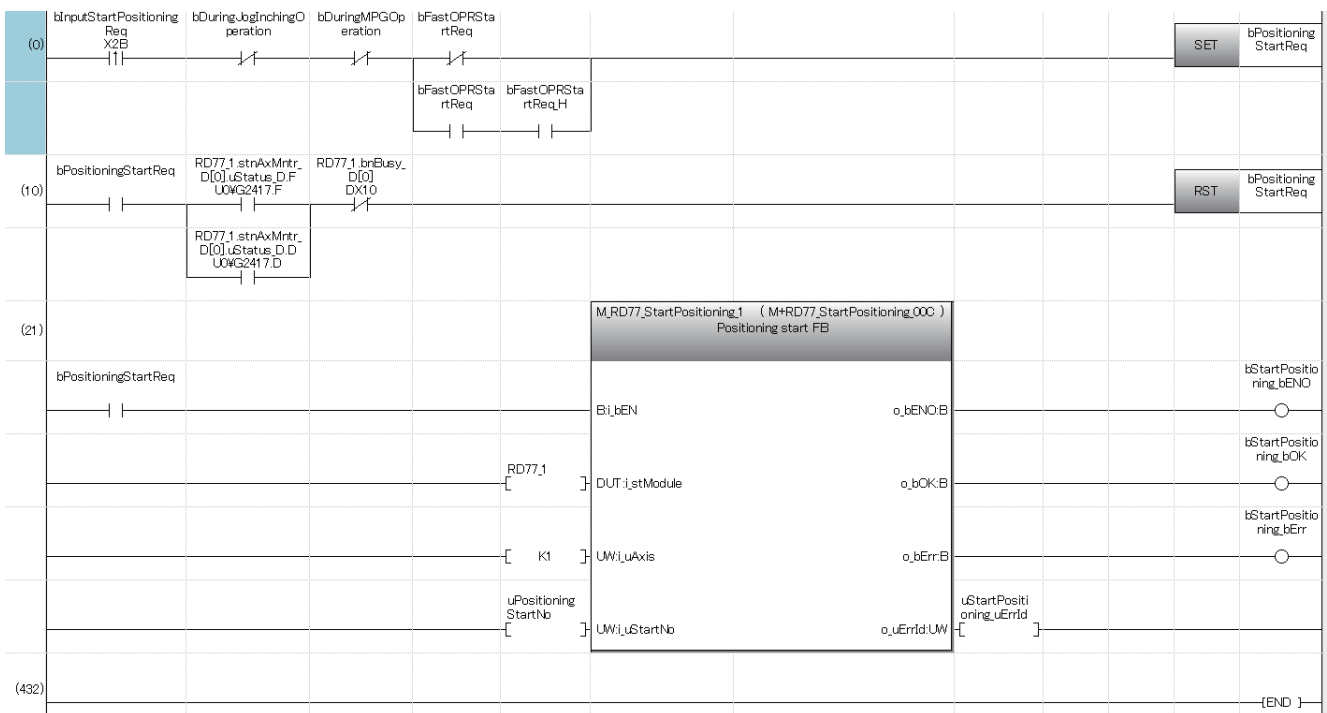 bInputStartPositioning
Req
X2B
bDuringJogInchingO
peration
bDuringMPGOp
eration
bFastOPRSta
rtReq
(0)
SET
bPositioning
StartReq
bFastOPRSta
rtReq
bFastOPRSta
rtReq_H
(10)
bPositioningStartReq
RD77_1.stnAxMntr_
D[0].uStatus_D.F
U0¥G2417.F
RD77_1.bnBusy_
D[0]
DX10
RST
bPositioning
StartReq
RD77_1.stnAxMntr_
D[0].uStatus_D.D
U0¥G2417.D
(21)
M_RD77_StartPositioning_1 ( M+RD77_StartPositioning_00C )
Positioning start FB
bPositioningStartReq
B:i_bEN
o_bENO:B
bStartPositio
ning_bENO
RD77_1
DUT:i_stModule
o_bOK:B
bStartPositio
ning_bOK
K1
UW:i_uAxis
o_bErr:B
bStartPositio
ning_bErr
uPositioning
StartNo
UW:i_uStartNo
o_uErrId:UW
uStartPositi
oning_uErrId
(432)
END